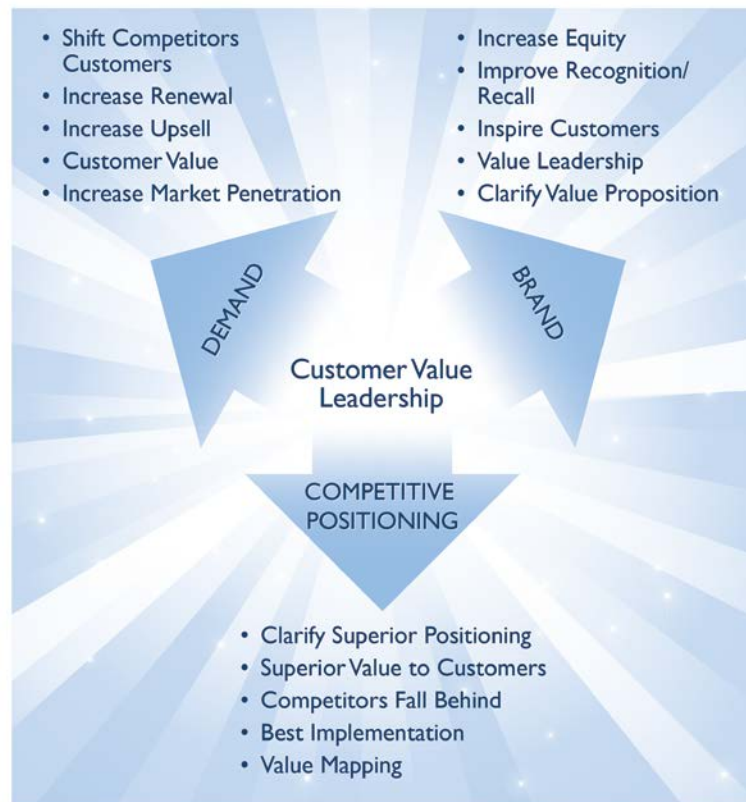 • Shift Competitors
Customers
• Increase Renewal
• Increase Upsell
• Customer Value
• Increase Market Penetration
• Increase Equity
• Improve Recognition/
Recall
• Inspire Customers
• Value Leadership
• Clarify Value Proposition
DEMAND
BRAND
Customer Value
Leadership
COMPETITIVE
POSITIONING
• Clarify Superior Positioning
• Superior Value to Customers
• Competitors Fall Behind
• Best Implementation
• Value Mapping